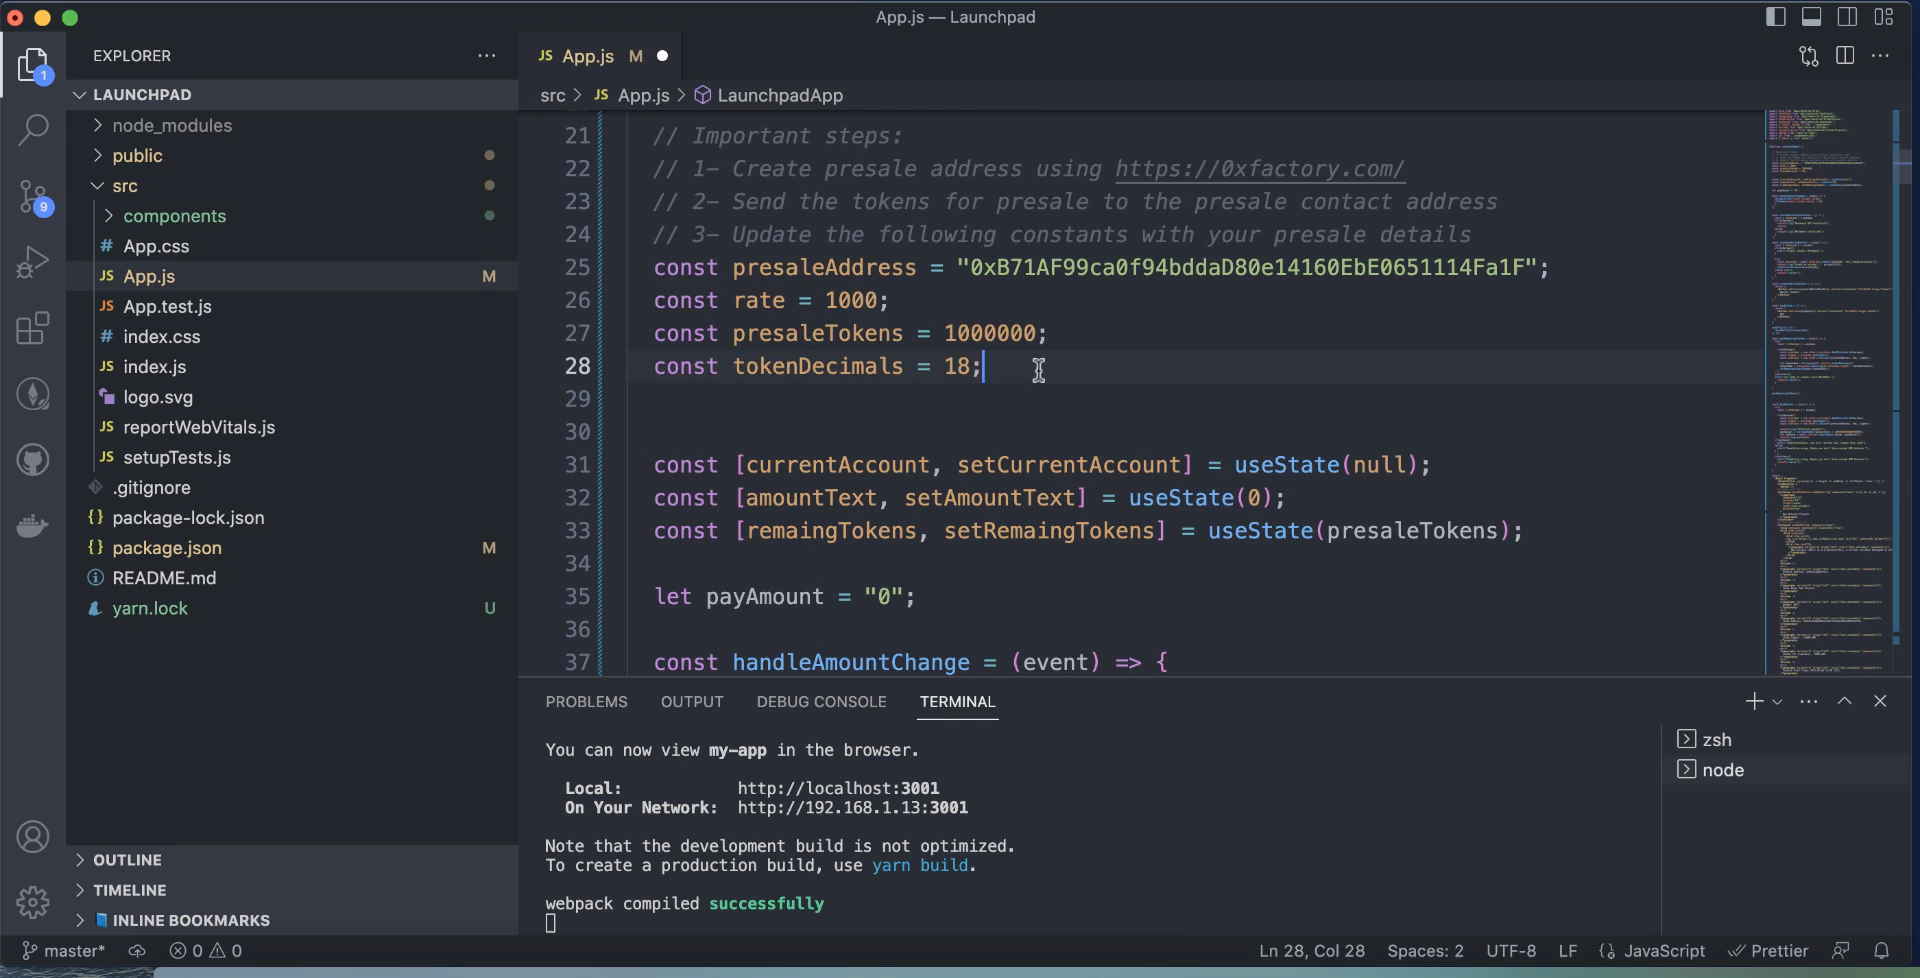 App.js — Launchpad
EXPLORER
1
LAUNCHPAD
node_modules
public
src
components
# App.css
JS App.js M
JS App.test.js
# index.css
JS index.js
logo.svg
JS reportWebVitals.js
JS setupTests.js
.gitignore
{} package-lock.json
{} package.json M
README.md
yarn.lock U
9
OUTLINE
TIMELINE
INLINE BOOKMARKS
JS App.js M
src > JS App.js > LaunchpadApp
21 // Important steps:
22 // 1- Create presale address using https://0xfactory.com/
23 // 2- Send the tokens for presale to the presale contact address
24 // 3- Update the following constants with your presale details
25 const presaleAddress = "0xB71AF99ca0f94bddaD80e14160EbE0651114Fa1F";
26 const rate = 1000;
27 const presaleTokens = 1000000;
28 const tokenDecimals = 18;
29
30
31 const [currentAccount, setCurrentAccount] = useState(null);
32 const [amountText, setAmountText] = useState(0);
33 const [remaingTokens, setRemaingTokens] = useState(presaleTokens);
34
35 let payAmount = "0";
36
37 const handleAmountChange = (event) => {
PROBLEMS OUTPUT DEBUG CONSOLE TERMINAL
You can now view my-app in the browser.
Local: http://localhost:3001
On Your Network: http://192.168.1.13:3001
Note that the development build is not optimized.
To create a production build, use yarn build.
webpack compiled successfully
zsh
node
master* 0 0 Ln 28, Col 28 Spaces: 2 UTF-8 LF {} JavaScript Prettier